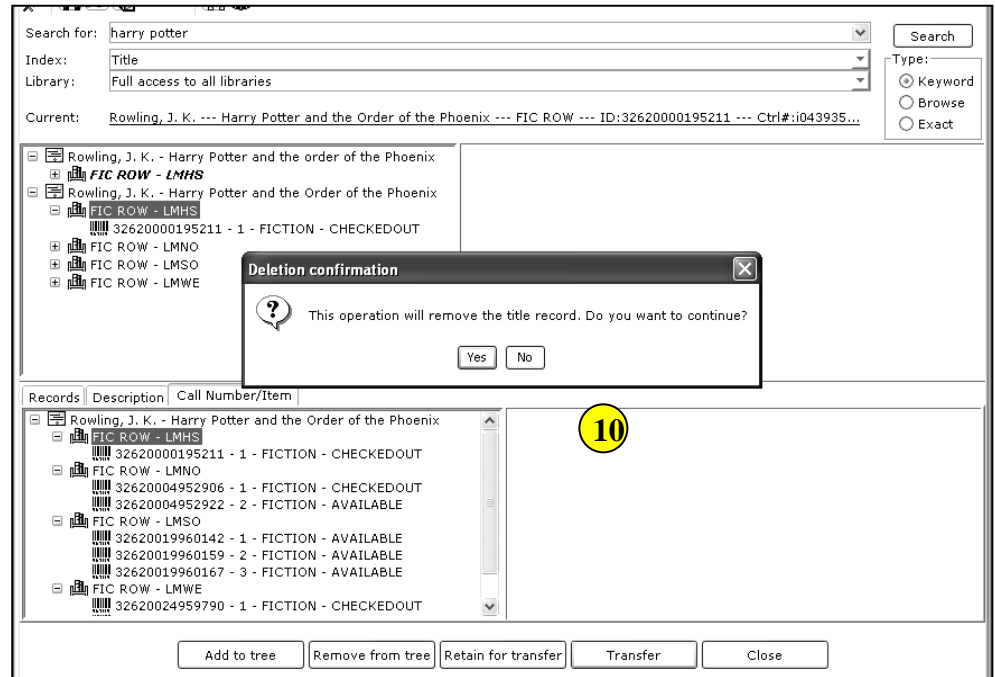 Search for: harry potter Search
Index: Title Type:
Library: Full access to all libraries Keyword
Browse
Current: Rowling, J. K. --- Harry Potter and the Order of the Phoenix --- FIC ROW --- ID:32620000195211 --- Ctrl#:i043935... Exact
Rowling, J. K. - Harry Potter and the order of the Phoenix
FIC ROW - LMHS
Rowling, J. K. - Harry Potter and the Order of the Phoenix
FIC ROW - LMHS
32620000195211 - 1 - FICTION - CHECKEDOUT
FIC ROW - LMNO
FIC ROW - LMSO
FIC ROW - LMWE
Deletion confirmation
This operation will remove the title record. Do you want to continue?
Yes No
Records Description Call Number/Item
Rowling, J. K. - Harry Potter and the Order of the Phoenix
FIC ROW - LMHS
32620000195211 - 1 - FICTION - CHECKEDOUT
FIC ROW - LMNO
32620004952906 - 1 - FICTION - CHECKEDOUT
32620004952922 - 2 - FICTION - AVAILABLE
FIC ROW - LMSO
32620019960142 - 1 - FICTION - AVAILABLE
32620019960159 - 2 - FICTION - AVAILABLE
32620019960167 - 3 - FICTION - AVAILABLE
FIC ROW - LMWE
32620024959790 - 1 - FICTION - CHECKEDOUT
10
Add to tree Remove from tree Retain for transfer Transfer Close